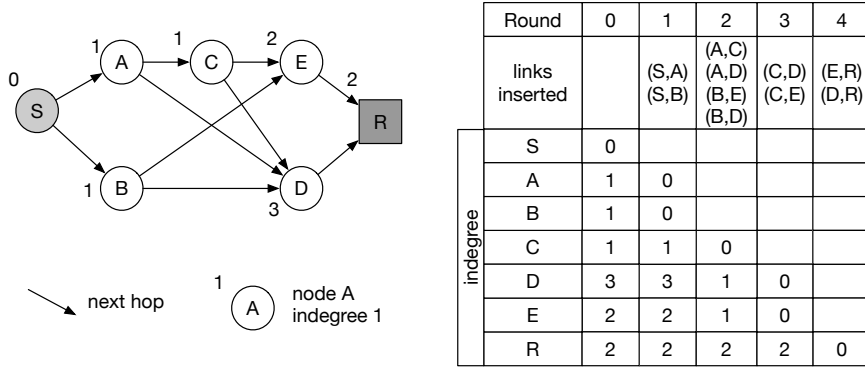 0
S
1
A
1
C
2
E
2
R
1
B
3
D
next hop
1
A
node A
indegree 1
Round 0 1 2 3 4
links inserted
(S,A)
(S,B)
(A,C)
(A,D)
(B,E)
(B,D)
(C,D)
(C,E)
(E,R)
(D,R)
indegree
S 0
A 1 0
B 1 0
C 1 1 0
D 3 3 1 0
E 2 2 1 0
R 2 2 2 2 0